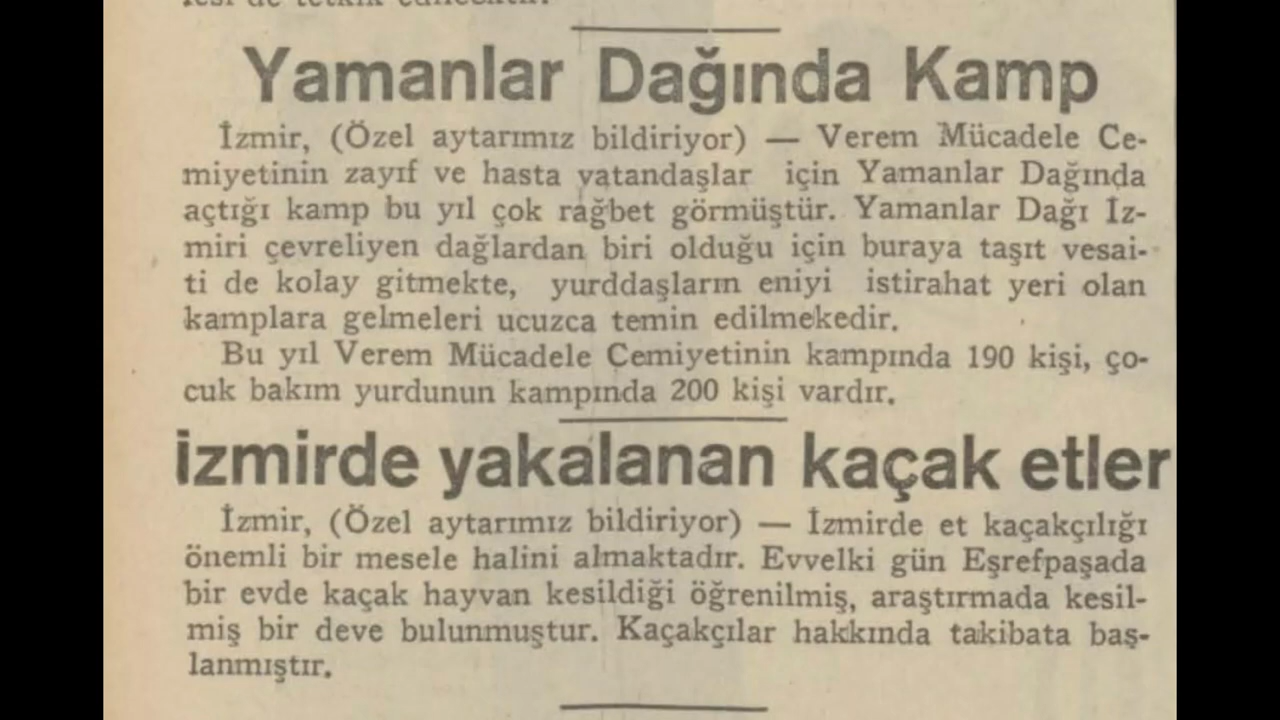 Yamanlar Dağında Kamp
İzmir, (Özel aytarımız bildiriyor) — Verem Mücadele Ce-
miyetinin zayıf ve hasta vatandaşlar için Yamanlar Dağında
açtığı kamp bu yıl çok rağbet görmüştür. Yamanlar Dağı İz-
miri çevreliyen dağlardan biri olduğu için buraya taşıt vesai-
ti de kolay gitmekte, yurddaşların eniyi istirahat yeri olan
kamplara gelmeleri ucuzca temin edilmekedir.
Bu yıl Verem Mücadele Cemiyetinin kampında 190 kişi, ço-
cuk bakım yurdunun kampında 200 kişi vardır.
izmirde yakalanan kaçak etler
İzmir, (Özel aytarımız bildiriyor) — İzmirde et kaçakçılığı
önemli bir mesele halini almaktadır. Evvelki gün Eşrefpaşada
bir evde kaçak hayvan kesildiği öğrenilmiş, araştırmada kesil-
miş bir deve bulunmuştur. Kaçakçılar hakkında takibata baş-
lanmıştır.